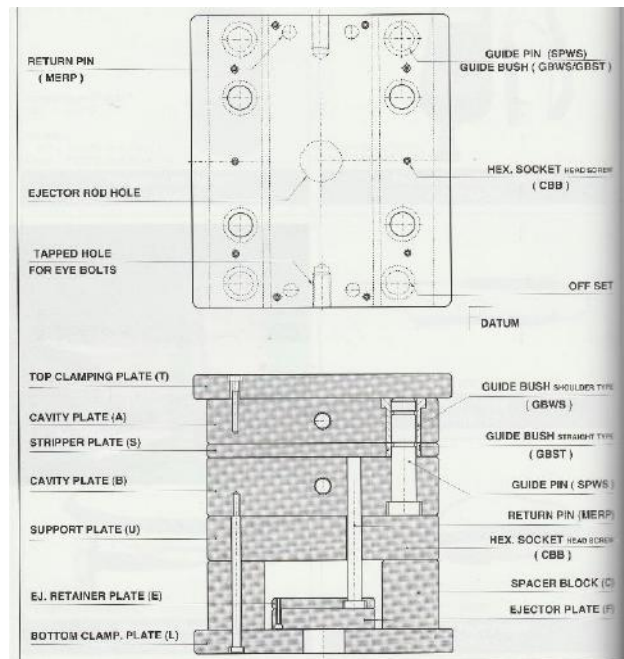 RETURN PIN
( MERP )
EJECTOR ROD HOLE
TAPPED HOLE
FOR EYE BOLTS
GUIDE PIN (SPWS)
GUIDE BUSH ( GBWS/GBST )
HEX. SOCKET HEAD SCREW
( CBB )
OFF SET
DATUM
TOP CLAMPING PLATE (T)
CAVITY PLATE (A)
STRIPPER PLATE (S)
CAVITY PLATE (B)
SUPPORT PLATE (U)
EJ. RETAINER PLATE (E)
BOTTOM CLAMP. PLATE (L)
GUIDE BUSH SHOULDER TYPE
( GBWS )
GUIDE BUSH STRAIGHT TYPE
( GBST )
GUIDE PIN ( SPWS )
RETURN PIN (MERP)
HEX. SOCKET HEAD SCREW
( CBB )
SPACER BLOCK (C)
EJECTOR PLATE (F)